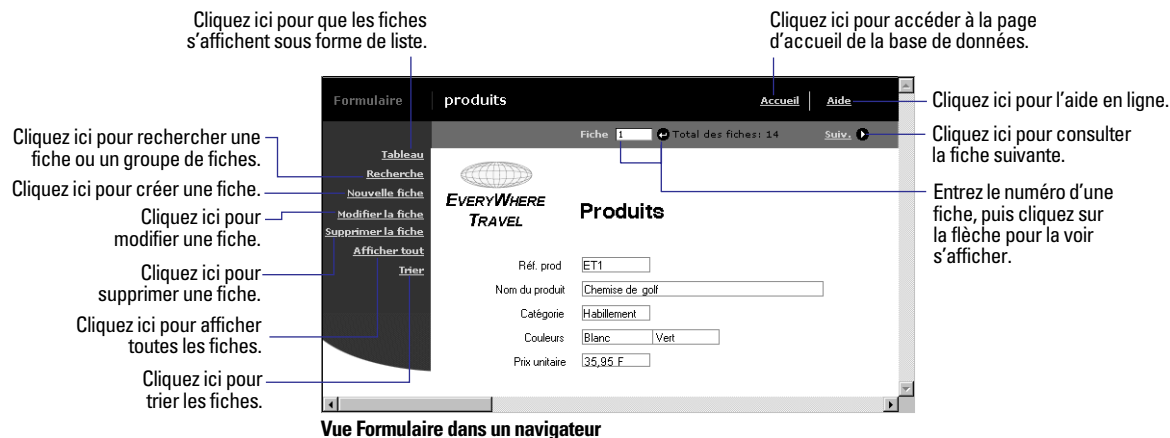 Cliquez ici pour que les fiches
s'affichent sous forme de liste.
Cliquez ici pour accéder à la page
d'accueil de la base de données.
Formulaire
produits
Accueil
Aide
Cliquez ici pour l'aide en ligne.
Fiche
1
Total des fiches: 14
Suiv.
Cliquez ici pour consulter
la fiche suivante.
Cliquez ici pour rechercher une
fiche ou un groupe de fiches.
Cliquez ici pour créer une fiche.
Cliquez ici pour
modifier une fiche.
Cliquez ici pour
supprimer une fiche.
Cliquez ici pour afficher
toutes les fiches.
Cliquez ici pour
trier les fiches.
Tableau
Recherche
Nouvelle fiche
Modifier la fiche
Supprimer la fiche
Afficher tout
Trier
EVERYWHERE
TRAVEL
Produits
Réf. prod ET1
Nom du produit Chemise de golf
Catégorie Habillement
Couleurs Blanc Vert
Prix unitaire 35,95 F
Entrez le numéro d'une
fiche, puis cliquez sur
la flèche pour la voir
s'afficher.
Vue Formulaire dans un navigateur